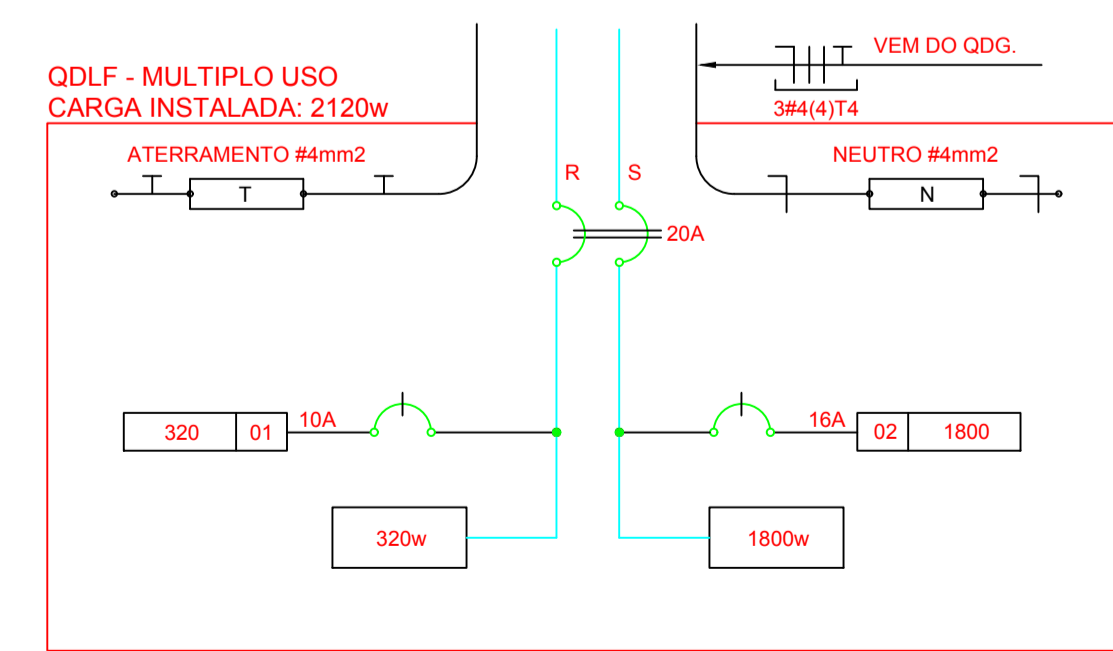 VEM DO QDG.
QDLF - MULTIPLO USO
CARGA INSTALADA: 2120w
3#4(4)T4
ATERRAMENTO #4mm2
NEUTRO #4mm2
R
S
T
N
20A
320
01
10A
16A
02
1800
320w
1800w